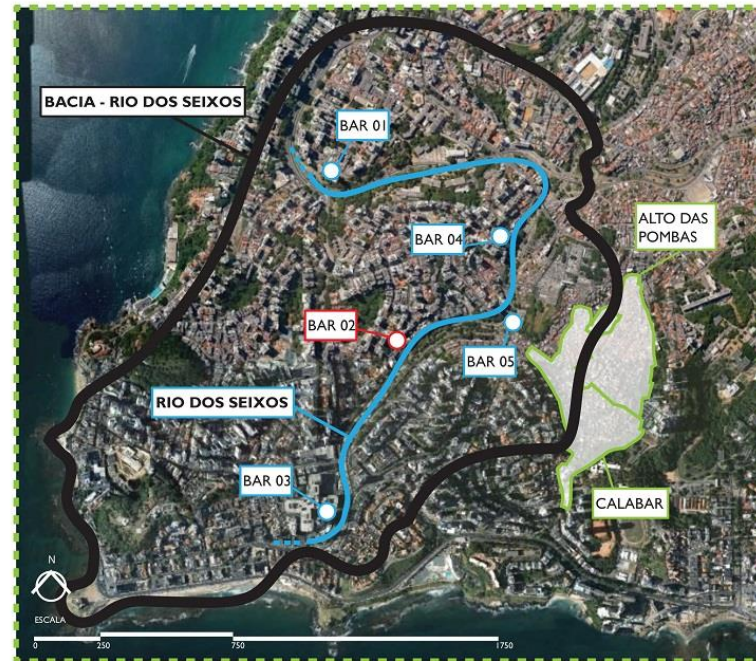 BACIA - RIO DOS SEIXOS
BAR 01
ALTO DAS
POMBAS
BAR 04
BAR 02
BAR 05
RIO DOS SEIXOS
BAR 03
CALABAR
N
ESCALA
0 250 750 1750